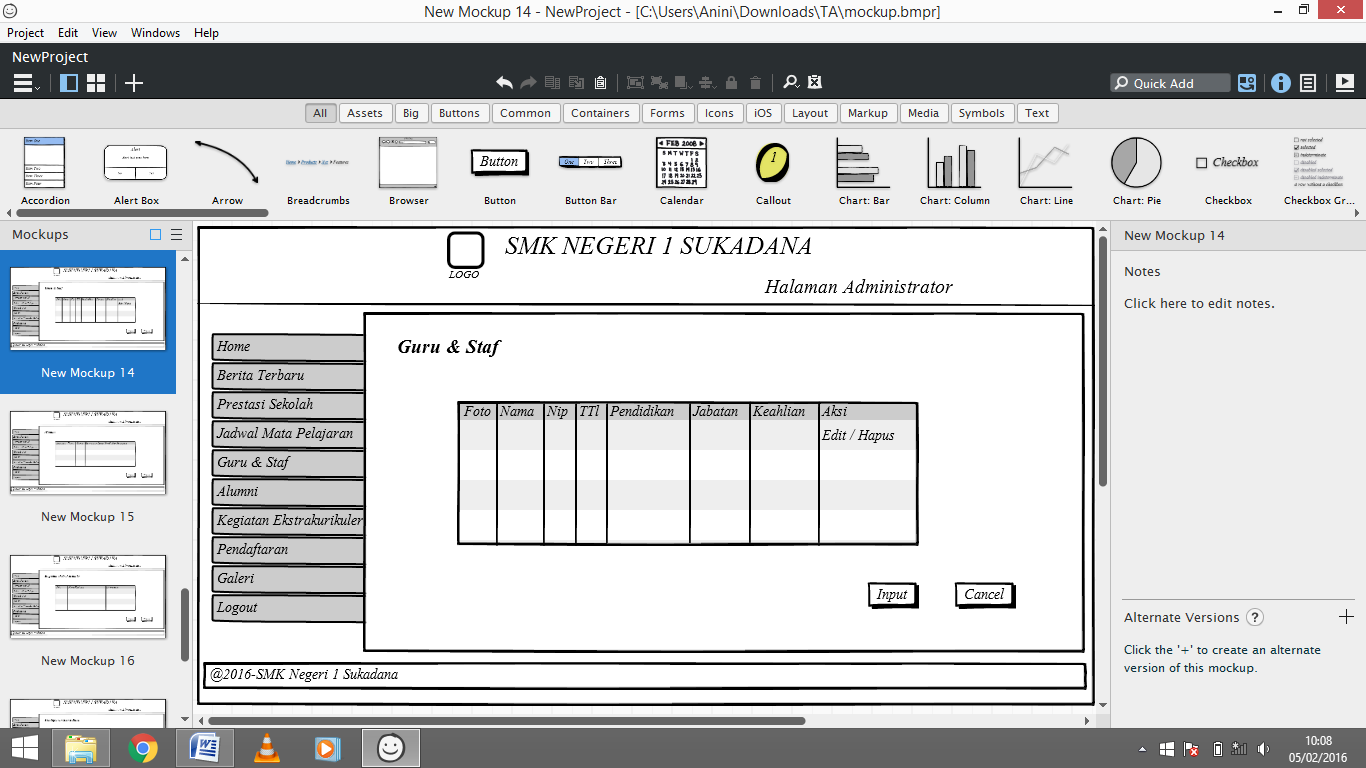 New Mockup 14 - NewProject - [C:\Users\Anini\Downloads\TA\mockup.bmpr]
Project Edit View Windows Help
NewProject
Quick Add
All Assets Big Buttons Common Containers Forms Icons iOS Layout Markup Media Symbols Text
Button
One Two Three
FEB 2008
1
Checkbox
Accordion Alert Box Arrow Breadcrumbs Browser Button Button Bar Calendar Callout Chart: Bar Chart: Column Chart: Line Chart: Pie Checkbox Checkbox Gr...
Mockups
New Mockup 14
New Mockup 15
New Mockup 16
SMK NEGERI 1 SUKADANA
LOGO
Halaman Administrator
Home
Berita Terbaru
Prestasi Sekolah
Jadwal Mata Pelajaran
Guru & Staf
Alumni
Kegiatan Ekstrakurikuler
Pendaftaran
Galeri
Logout
Guru & Staf
Foto Nama Nip TTl Pendidikan Jabatan Keahlian Aksi
Edit / Hapus
Input Cancel
@2016-SMK Negeri 1 Sukadana
New Mockup 14
Notes
Click here to edit notes.
Alternate Versions ?
Click the '+' to create an alternate
version of this mockup.
10:08
05/02/2016